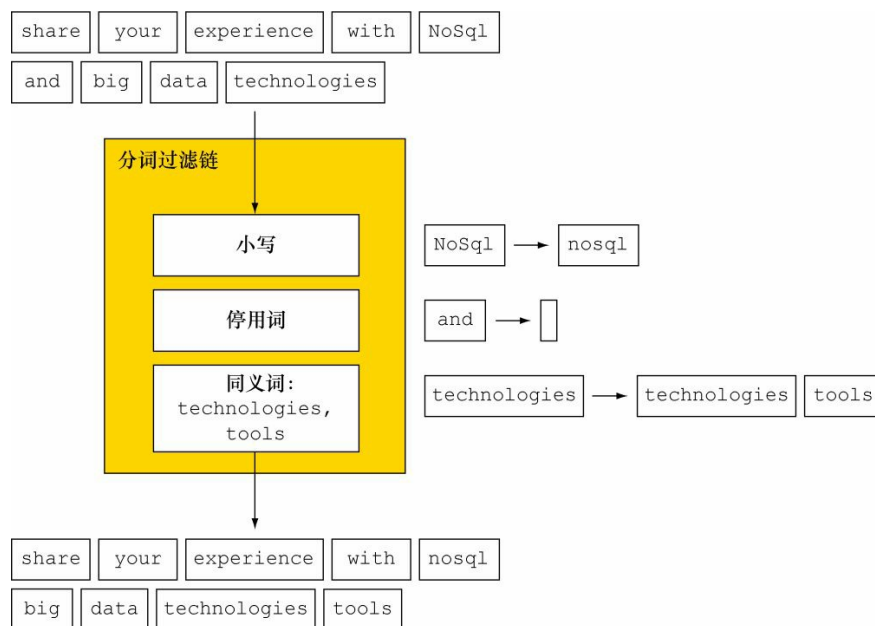 share your experience with NoSql
and big data technologies
分词过滤链
小写
NoSql nosql
停用词
and
同义词:
technologies,
tools
technologies technologies tools
share your experience with nosql
big data technologies tools